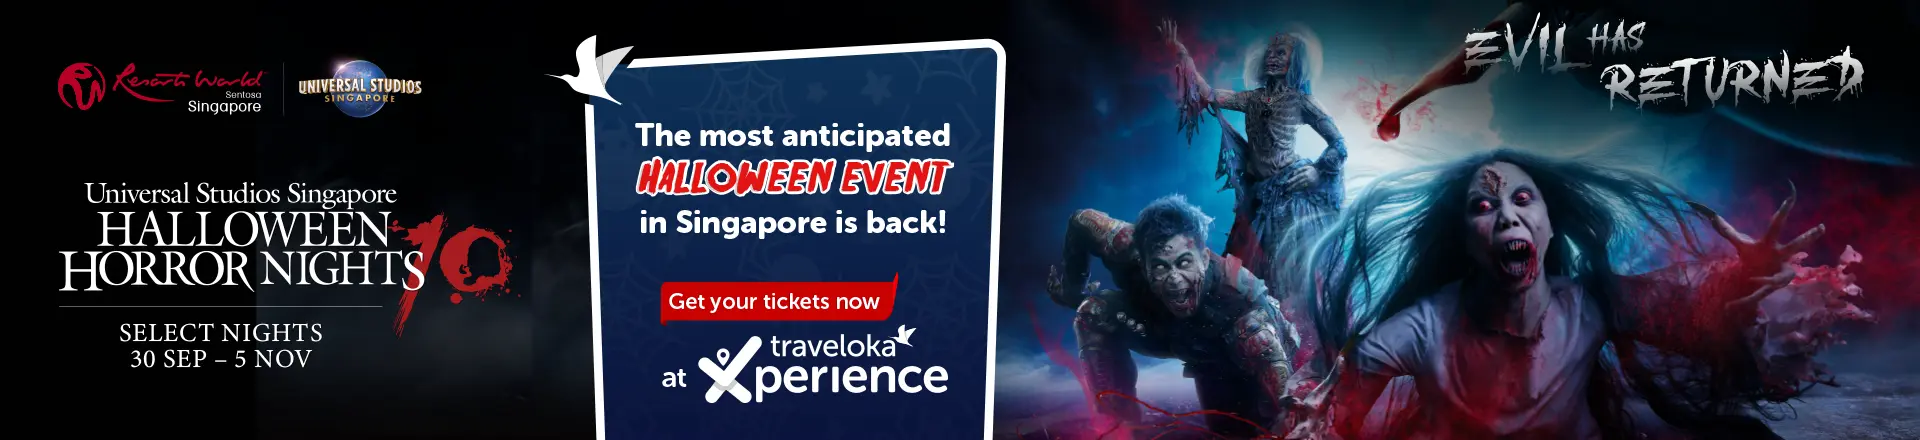 Resorts World
Sentosa
Singapore
UNIVERSAL STUDIOS
SINGAPORE
Universal Studios Singapore
HALLOWEEN
HORROR NIGHTS 10
SELECT NIGHTS
30 SEP – 5 NOV
The most anticipated
HALLOWEEN EVENT
in Singapore is back!
Get your tickets now
at traveloka
Xperience
EVIL HAS
RETURNED